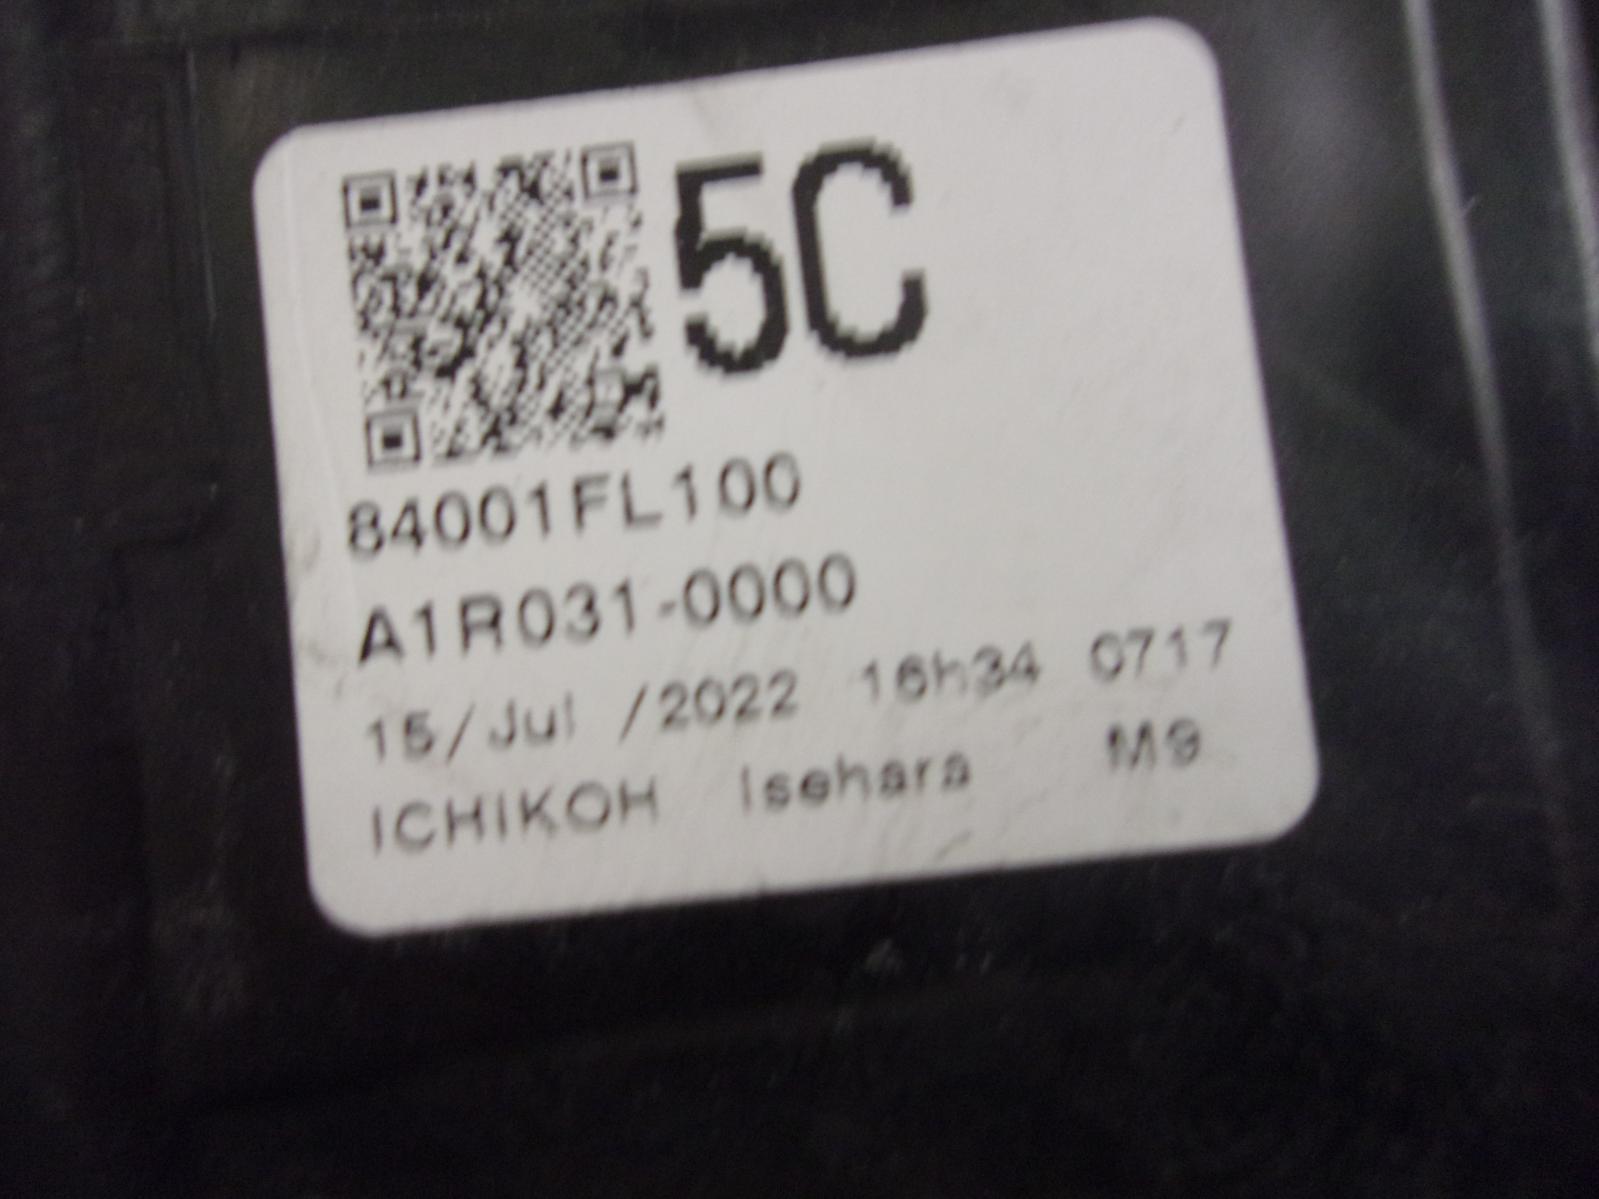 5C
84001FL100
A1R031-0000
15/Jul /2022 16h34 0717
ICHIKOH Isehara M9